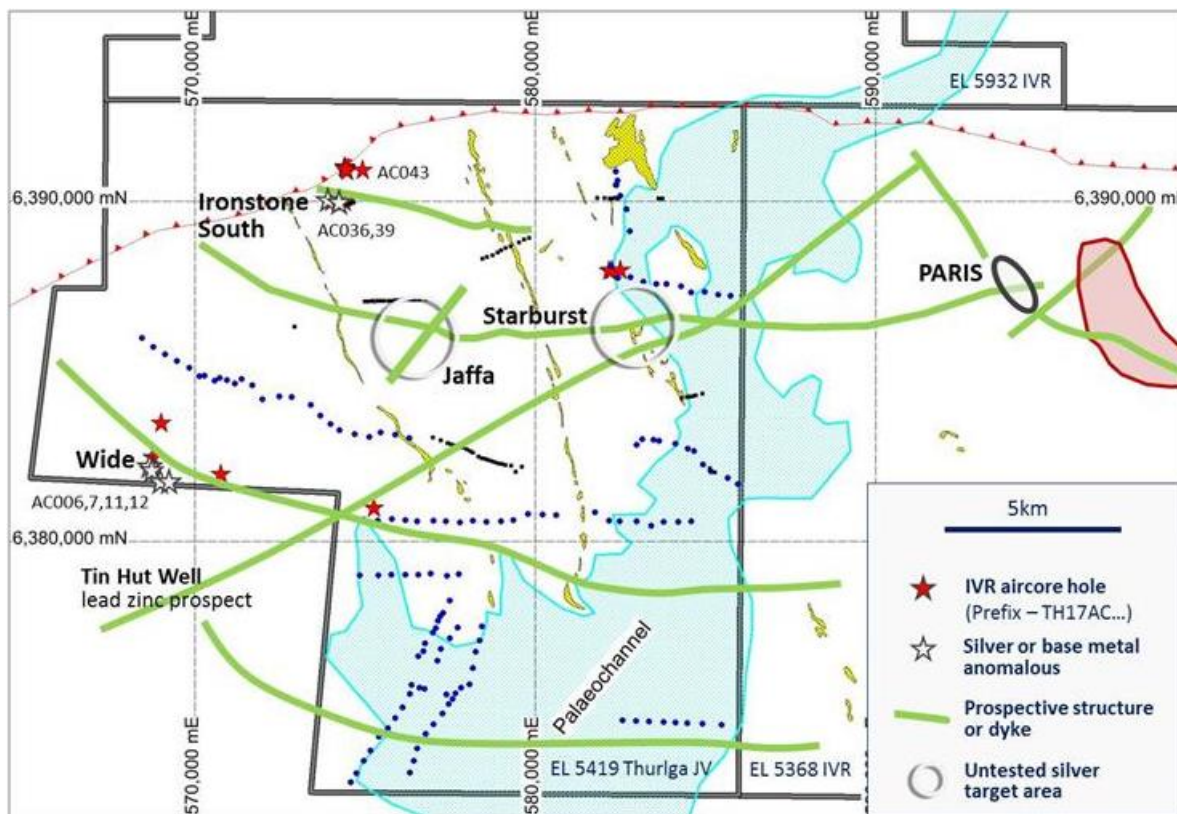 570,000 mE
580,000 mE
590,000 mE
EL 5932 IVR
AC043
6,390,000 mN
Ironstone
South
AC036,39
6,390,000 mN
PARIS
Starburst
Jaffa
Wide
AC006,7,11,12
6,380,000 mN
Tin Hut Well
lead zinc prospect
Palaeochannel
EL 5419 Thurlga JV
EL 5368 IVR
570,000 mE
580,000 mE
5km
IVR aircore hole
(Prefix – TH17AC...)
Silver or base metal
anomalous
Prospective structure
or dyke
Untested silver
target area